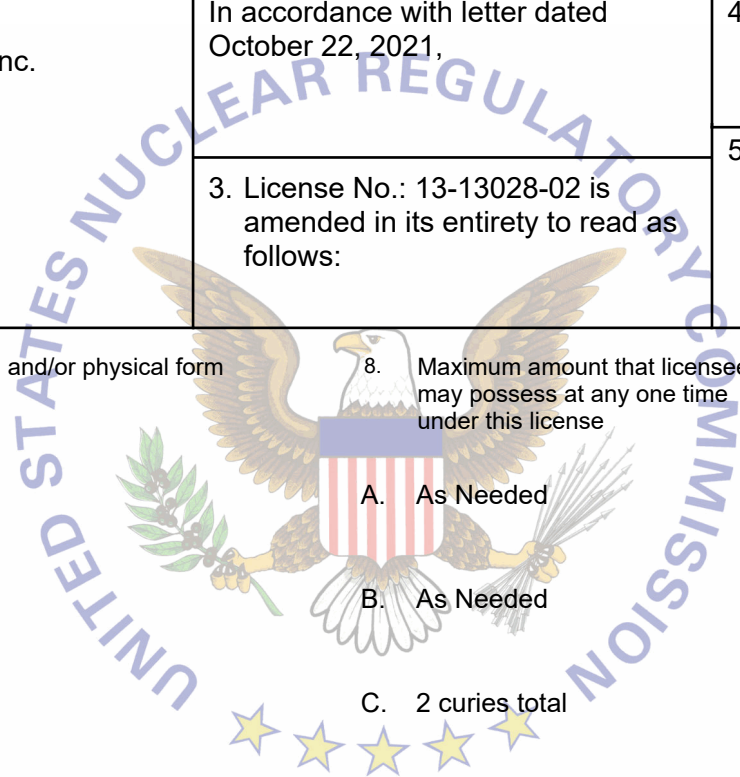 In accordance with letter dated
October 22, 2021,
nc.
4
5
3. License No.: 13-13028-02 is
amended in its entirety to read as
follows:
and/or physical form
8. Maximum amount that licensee
may possess at any one time
under this license
A. As Needed
B. As Needed
C. 2 curies total
UNITED STATES NUCLEAR REGULATORY COMMISSION